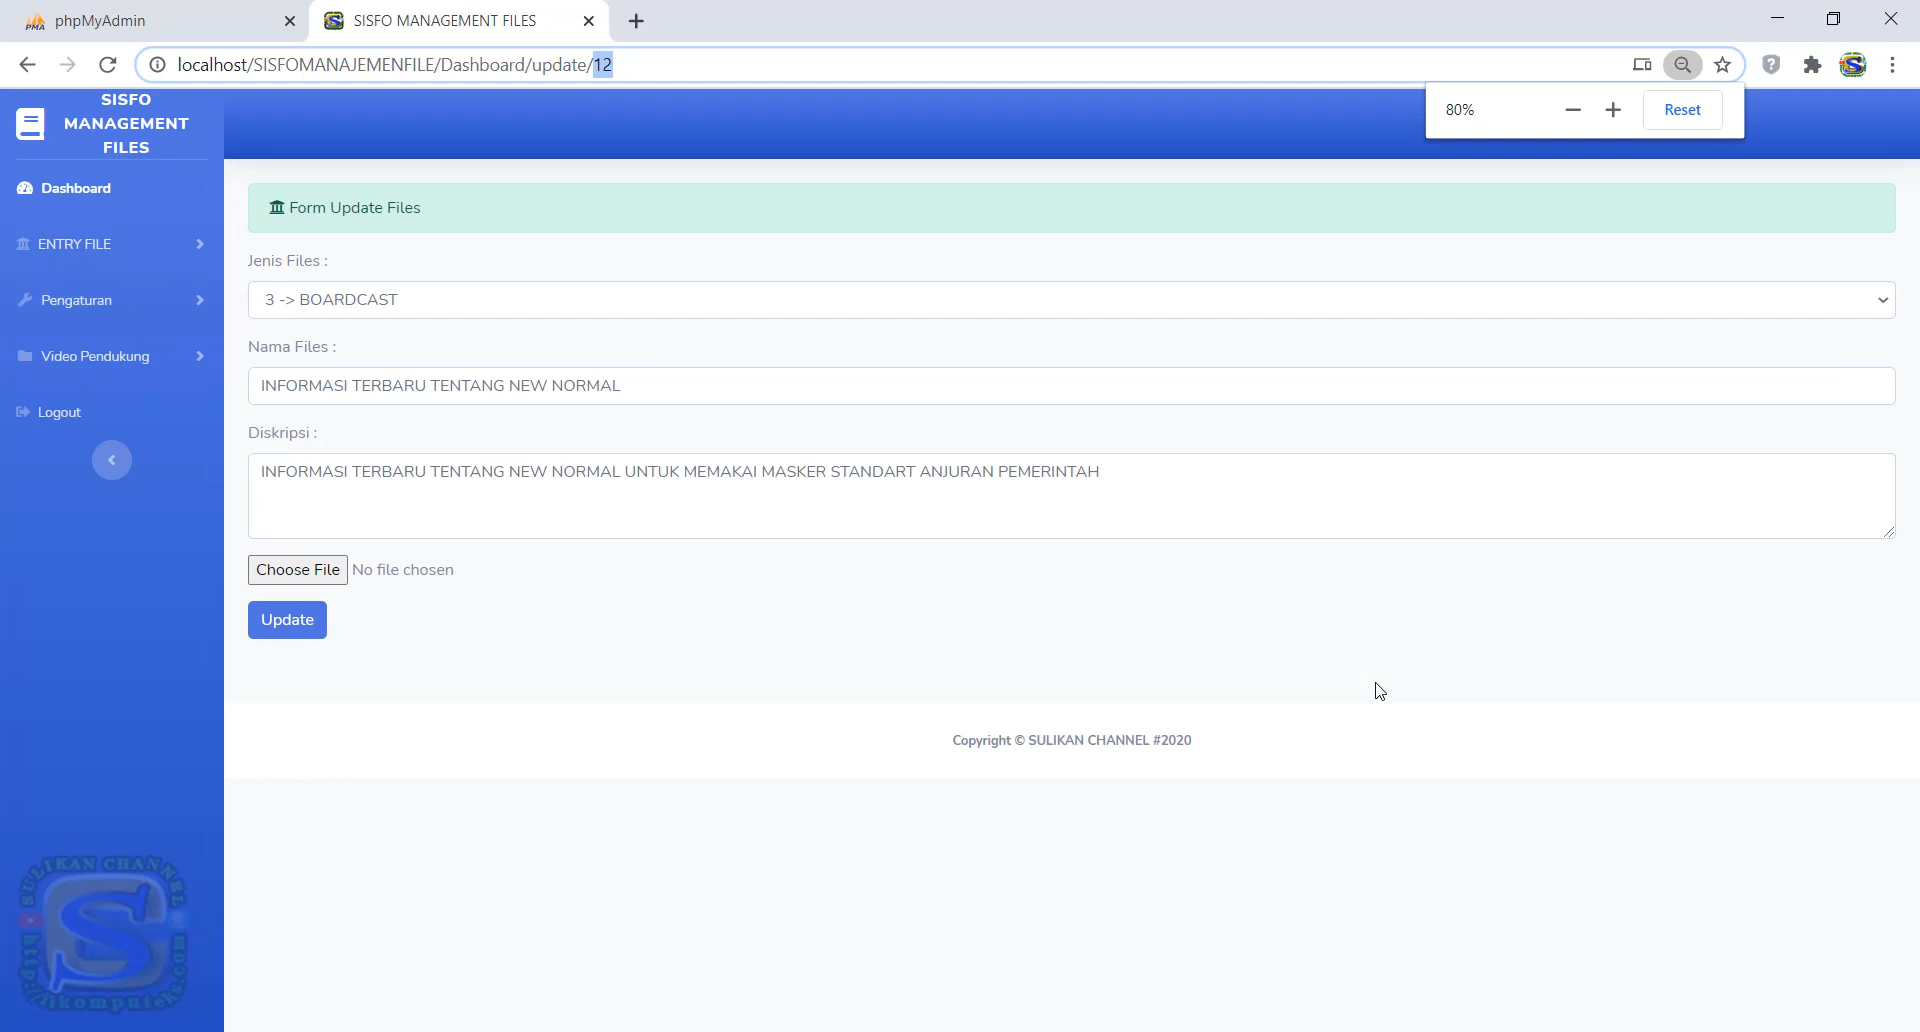 phpMyAdmin
SISFO MANAGEMENT FILES
localhost/SISFOMANAJEMENFILE/Dashboard/update/12
80%
Reset
SISFO
MANAGEMENT
FILES
Dashboard
ENTRY FILE
Pengaturan
Video Pendukung
Logout
Form Update Files
Jenis Files :
3 -> BOARDCAST
Nama Files :
INFORMASI TERBARU TENTANG NEW NORMAL
Diskripsi :
INFORMASI TERBARU TENTANG NEW NORMAL UNTUK MEMAKAI MASKER STANDART ANJURAN PEMERINTAH
Choose File No file chosen
Update
Copyright © SULIKAN CHANNEL #2020
SULIKAN CHANNEL